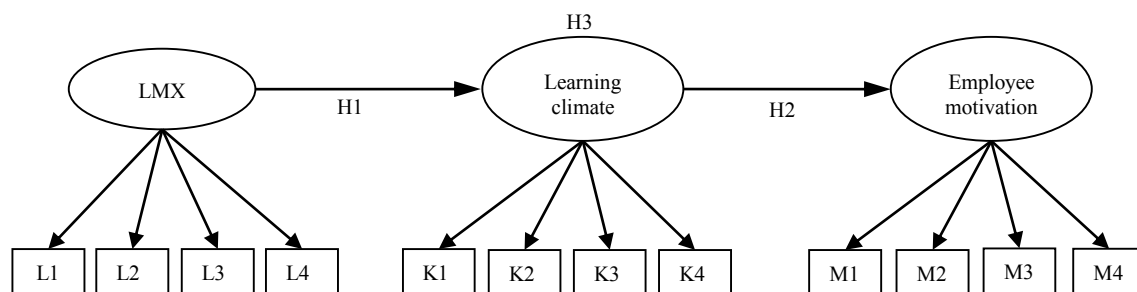 H3
LMX
Learning
climate
Employee
motivation
H1
H2
L1
L2
L3
L4
K1
K2
K3
K4
M1
M2
M3
M4